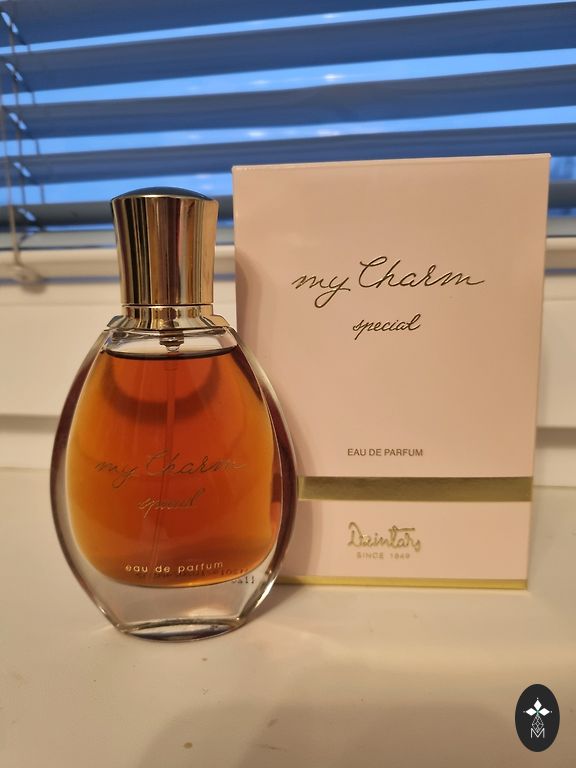 my Charm
special
EAU DE PARFUM
Dzintars
SINCE 1849
my Charm
special
eau de parfum
M